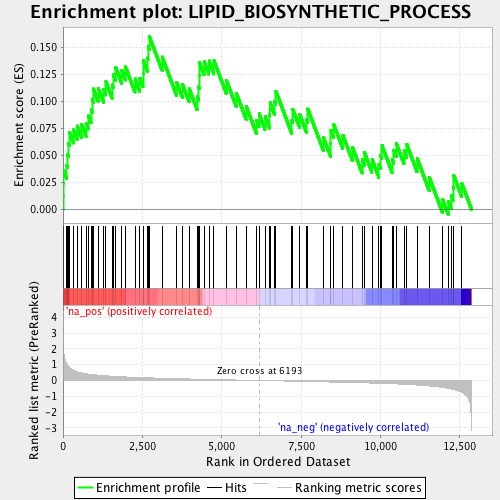 Enrichment plot: LIPID_BIOSYNTHETIC_PROCESS
Enrichment score (ES)
0.150
0.125
0.100
0.075
0.050
0.025
0.000
'na_pos' (positively correlated)
Ranked list metric (PreRanked)
4
3
2
1
0
-1
-2
-3
Zero cross at 6193
'na_neg' (negatively correlated)
0 2,500 5,000 7,500 10,000 12,500
Rank in Ordered Dataset
Enrichment profile Hits Ranking metric scores